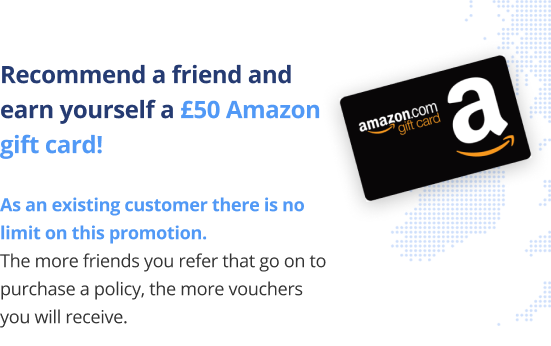 Recommend a friend and
earn yourself a £50 Amazon
gift card!
amazon.com
gift card
a
As an existing customer there is no
limit on this promotion.
The more friends you refer that go on to
purchase a policy, the more vouchers
you will receive.